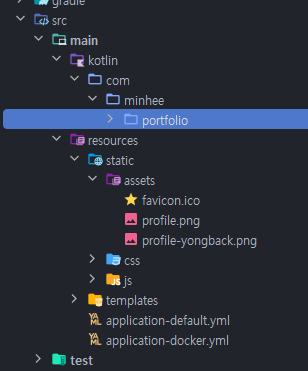 gradle
src
main
kotlin
com
minhee
portfolio
resources
static
assets
favicon.ico
profile.png
profile-yongback.png
css
js
templates
application-default.yml
application-docker.yml
test